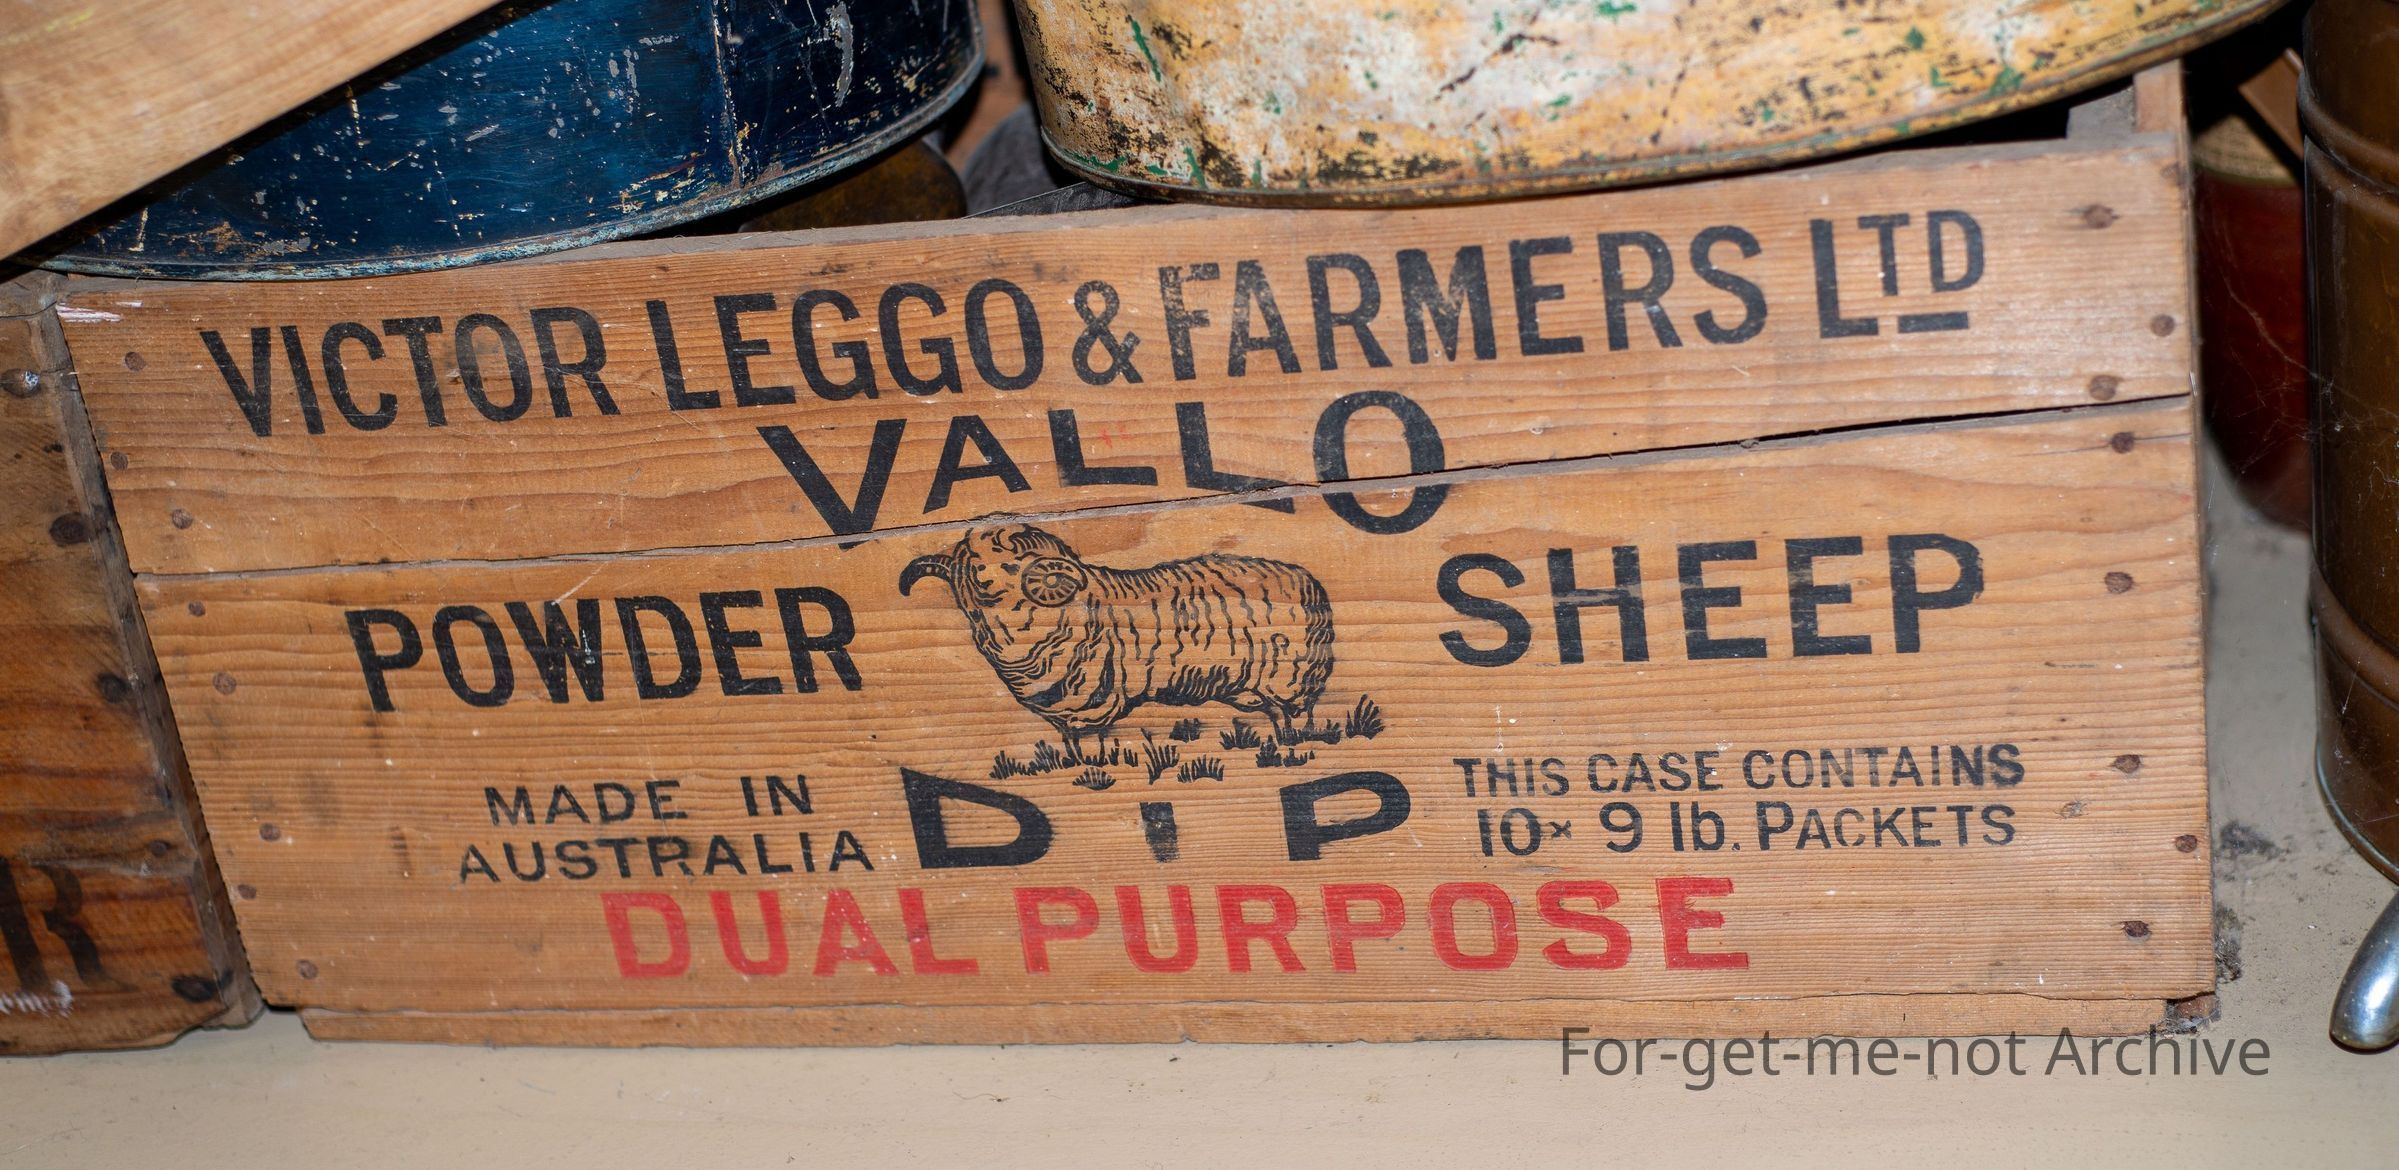 VICTOR LEGGO & FARMERS LTD
VALLO
POWDER SHEEP
DIP
MADE IN
AUSTRALIA
THIS CASE CONTAINS
10 x 9 lb. PACKETS
DUAL PURPOSE
R
For-get-me-not Archive